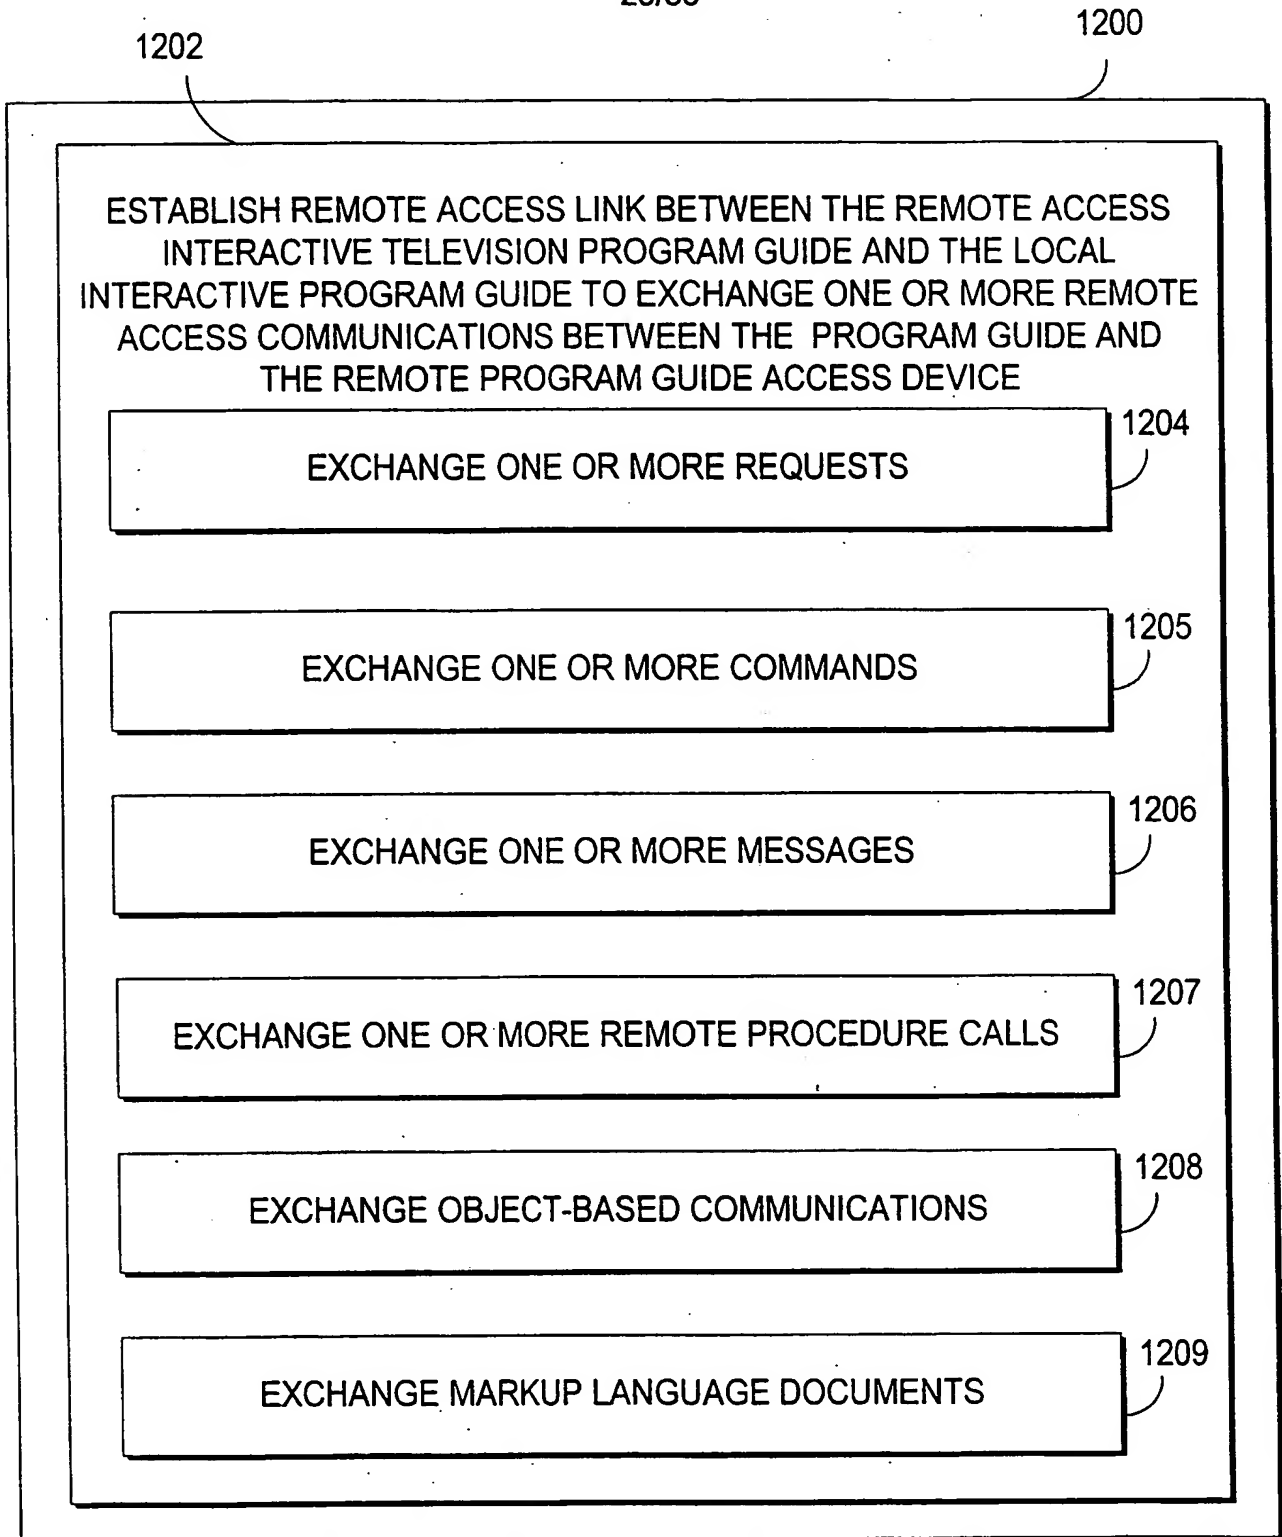 1202
1200
ESTABLISH REMOTE ACCESS LINK BETWEEN THE REMOTE ACCESS
INTERACTIVE TELEVISION PROGRAM GUIDE AND THE LOCAL
INTERACTIVE PROGRAM GUIDE TO EXCHANGE ONE OR MORE REMOTE
ACCESS COMMUNICATIONS BETWEEN THE PROGRAM GUIDE AND
THE REMOTE PROGRAM GUIDE ACCESS DEVICE
1204
EXCHANGE ONE OR MORE REQUESTS
1205
EXCHANGE ONE OR MORE COMMANDS
1206
EXCHANGE ONE OR MORE MESSAGES
1207
EXCHANGE ONE OR MORE REMOTE PROCEDURE CALLS
1208
EXCHANGE OBJECT-BASED COMMUNICATIONS
1209
EXCHANGE MARKUP LANGUAGE DOCUMENTS